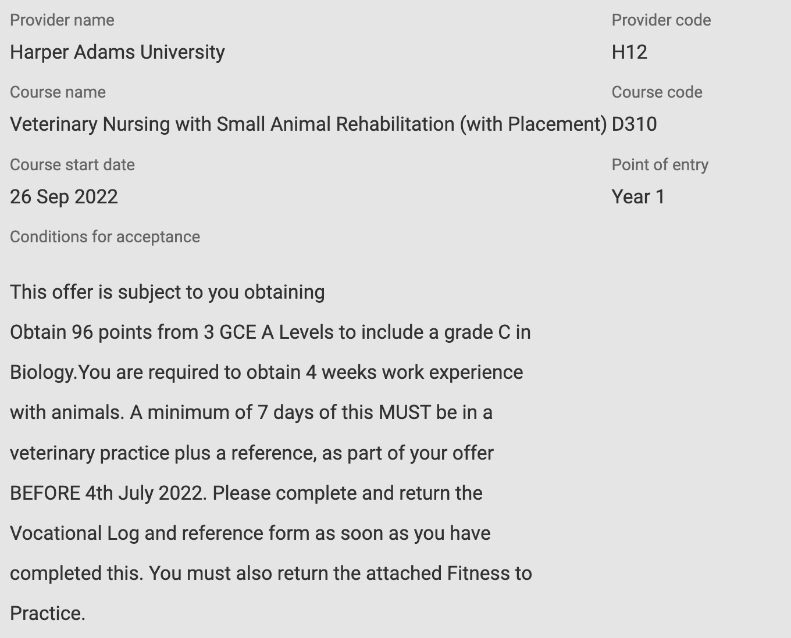 Provider name
Provider code
Harper Adams University
H12
Course name
Course code
Veterinary Nursing with Small Animal Rehabilitation (with Placement)
D310
Course start date
Point of entry
26 Sep 2022
Year 1
Conditions for acceptance
This offer is subject to you obtaining
Obtain 96 points from 3 GCE A Levels to include a grade C in
Biology.You are required to obtain 4 weeks work experience
with animals. A minimum of 7 days of this MUST be in a
veterinary practice plus a reference, as part of your offer
BEFORE 4th July 2022. Please complete and return the
Vocational Log and reference form as soon as you have
completed this. You must also return the attached Fitness to
Practice.